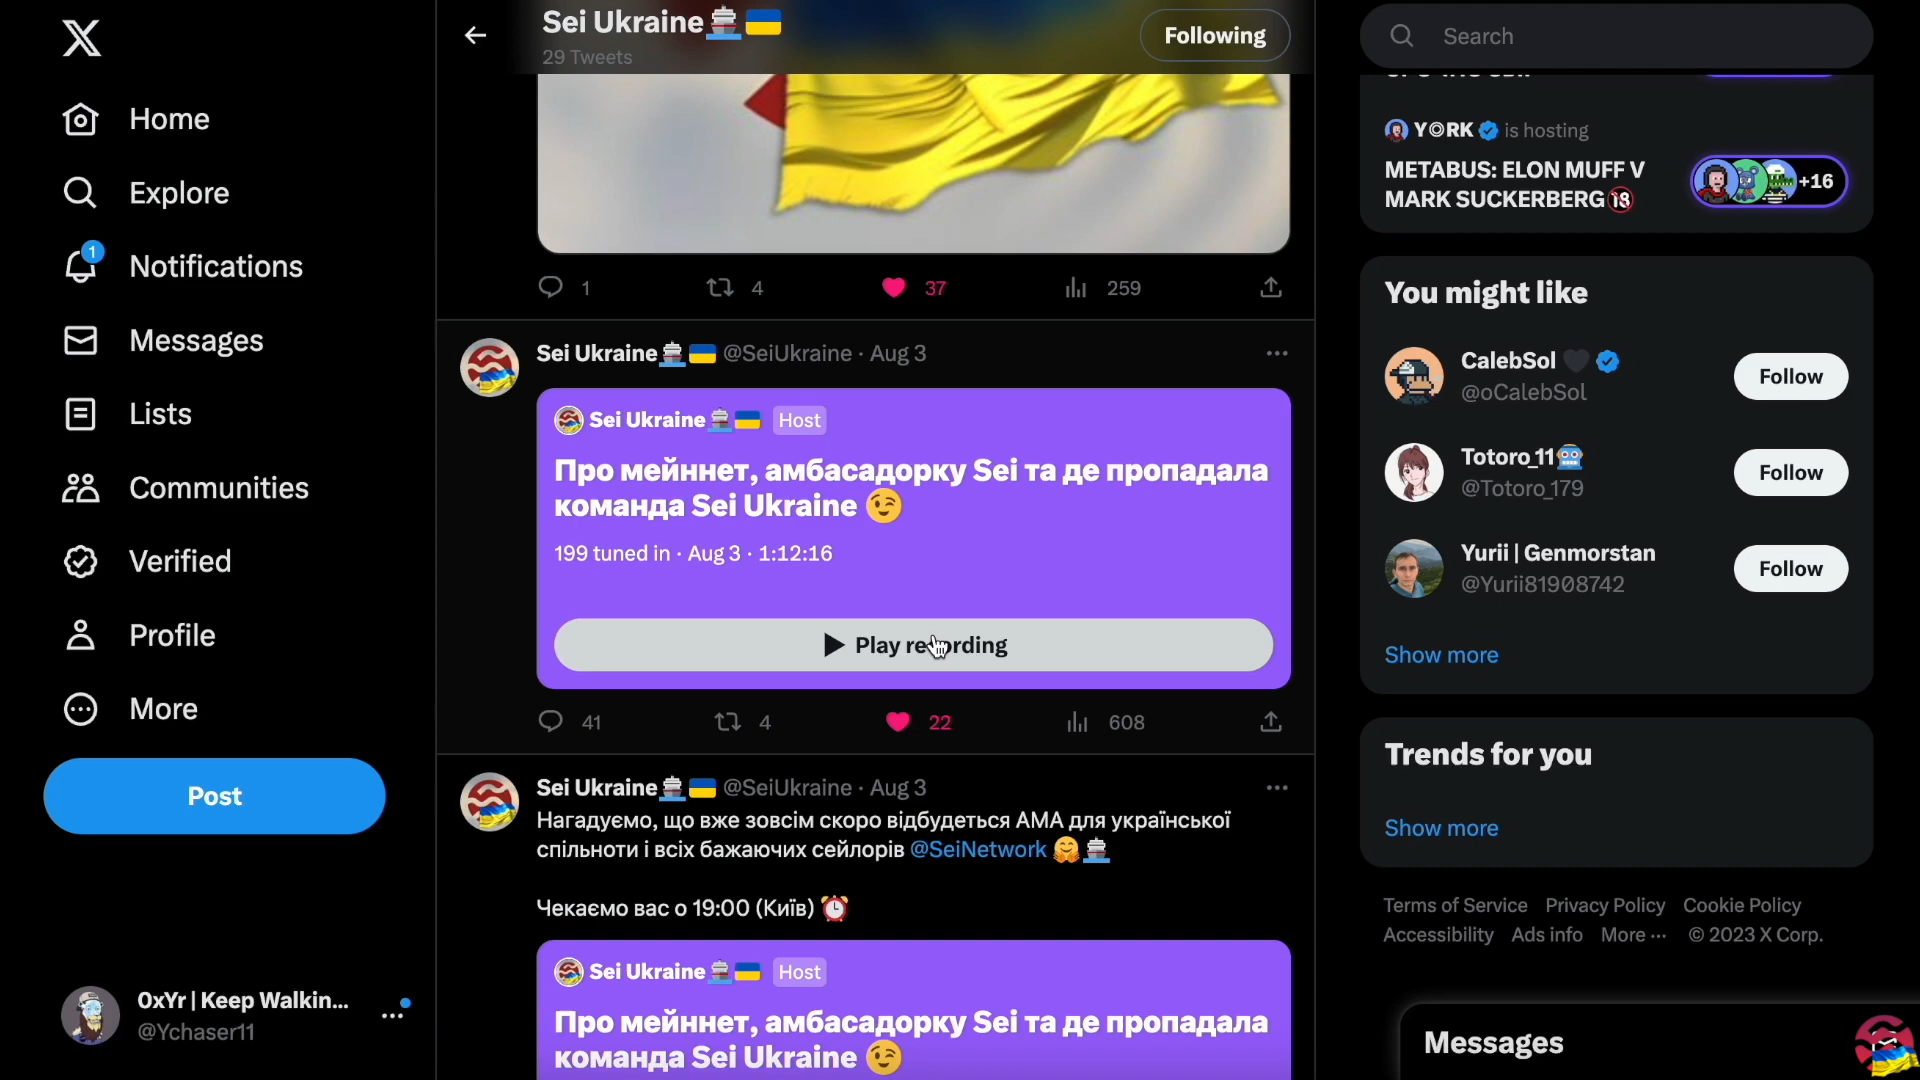 Home
Explore
1
Notifications
Messages
Lists
Communities
Verified
Profile
More
Post
0xYr | Keep Walkin...
@Ychaser11
Sei Ukraine🚢🇺🇦
29 Tweets
Following
1 4 37 259
Sei Ukraine🚢🇺🇦 @SeiUkraine · Aug 3
Sei Ukraine🚢🇺🇦 Host
Про мейннет, амбасадорку Sei та де пропадала
команда Sei Ukraine 😉
199 tuned in · Aug 3 · 1:12:16
Play recording
41 4 22 608
Sei Ukraine🚢🇺🇦 @SeiUkraine · Aug 3
Нагадуємо, що вже зовсім скоро відбудеться АМА для української
спільноти і всіх бажаючих сейлорів @SeiNetwork 🤗🚢
Чекаємо вас о 19:00 (Київ) ⏰
Sei Ukraine🚢🇺🇦 Host
Про мейннет, амбасадорку Sei та де пропадала
команда Sei Ukraine 😉
Search
Y©RK is hosting
METABUS: ELON MUFF V
MARK SUCKERBERG🔞
+16
You might like
CalebSol 🖤
@oCalebSol
Follow
Totoro_11🤖
@Totoro_179
Follow
Yurii | Genmorstan
@Yurii81908742
Follow
Show more
Trends for you
Show more
Terms of Service Privacy Policy Cookie Policy
Accessibility Ads info More ··· © 2023 X Corp.
Messages